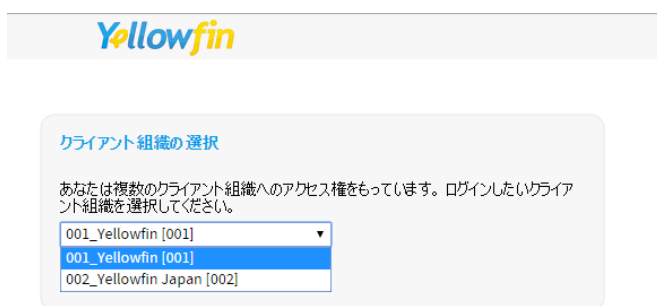 Yellowfin
クライアント組織の選択
あなたは複数のクライアント組織へのアクセス権をもっています。ログインしたいクライア
ント組織を選択してください。
001_Yellowfin [001]
001_Yellowfin [001]
002_Yellowfin Japan [002]